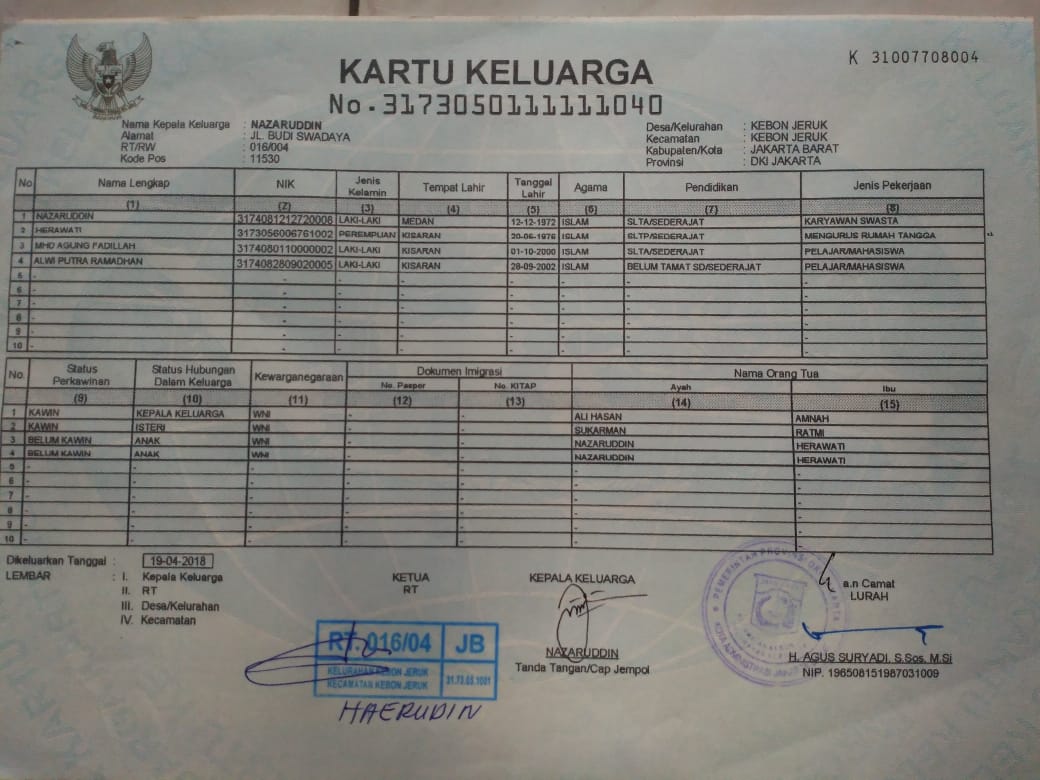 K 31007708004
KARTU KELUARGA
No.3173050111111040
Nama Kepala Keluarga : NAZARUDDIN
Alamat : JL. BUDI SWADAYA
RT/RW : 016/004
Kode Pos : 11530
Desa/Kelurahan : KEBON JERUK
Kecamatan : KEBON JERUK
Kabupaten/Kota : JAKARTA BARAT
Provinsi : DKI JAKARTA
No Nama Lengkap NIK Jenis Kelamin Tempat Lahir Tanggal Lahir Agama Pendidikan Jenis Pekerjaan
(1) (2) (3) (4) (5) (6) (7) (8)
1 NAZARUDDIN 3174081212720008 LAKI-LAKI MEDAN 12-12-1972 ISLAM SLTA/SEDERAJAT KARYAWAN SWASTA
2 HERAWATI 3173056006761002 PEREMPUAN KISARAN 20-06-1976 ISLAM SLTP/SEDERAJAT MENGURUS RUMAH TANGGA
3 MHD AGUNG FADILLAH 3174080110000002 LAKI-LAKI KISARAN 01-10-2000 ISLAM SLTA/SEDERAJAT PELAJAR/MAHASISWA
4 ALWI PUTRA RAMADHAN 3174082809020005 LAKI-LAKI KISARAN 28-09-2002 ISLAM BELUM TAMAT SD/SEDERAJAT PELAJAR/MAHASISWA
5 - - - - - - - -
6 - - - - - - - -
7 - - - - - - - -
8 - - - - - - - -
9 - - - - - - - -
10 - - - - - - - -
No. Status Perkawinan Status Hubungan Dalam Keluarga Kewarganegaraan Dokumen Imigrasi Nama Orang Tua
No. Paspor No. KITAP Ayah Ibu
(9) (10) (11) (12) (13) (14) (15)
1 KAWIN KEPALA KELUARGA WNI - - ALI HASAN AMNAH
2 KAWIN ISTERI WNI - - SUKARMAN RATMI
3 BELUM KAWIN ANAK WNI - - NAZARUDDIN HERAWATI
4 BELUM KAWIN ANAK WNI - - NAZARUDDIN HERAWATI
5 - - - - - - -
6 - - - - - - -
7 - - - - - - -
8 - - - - - - -
9 - - - - - - -
10 - - - - - - -
Dikeluarkan Tanggal : 19-04-2018
LEMBAR : I. Kepala Keluarga
II. RT
III. Desa/Kelurahan
IV. Kecamatan
KETUA
RT
RT.016/04 JB
KELURAHAN KEBON JERUK
KECAMATAN KEBON JERUK
31.73.05.1001
HAERUDIN
KEPALA KELUARGA
NAZARUDDIN
Tanda Tangan/Cap Jempol
PEMERINTAH PROVINSI DKI JAKARTA
a.n Camat
LURAH
H. AGUS SURYADI, S.Sos, M.Si
NIP. 196508151987031009